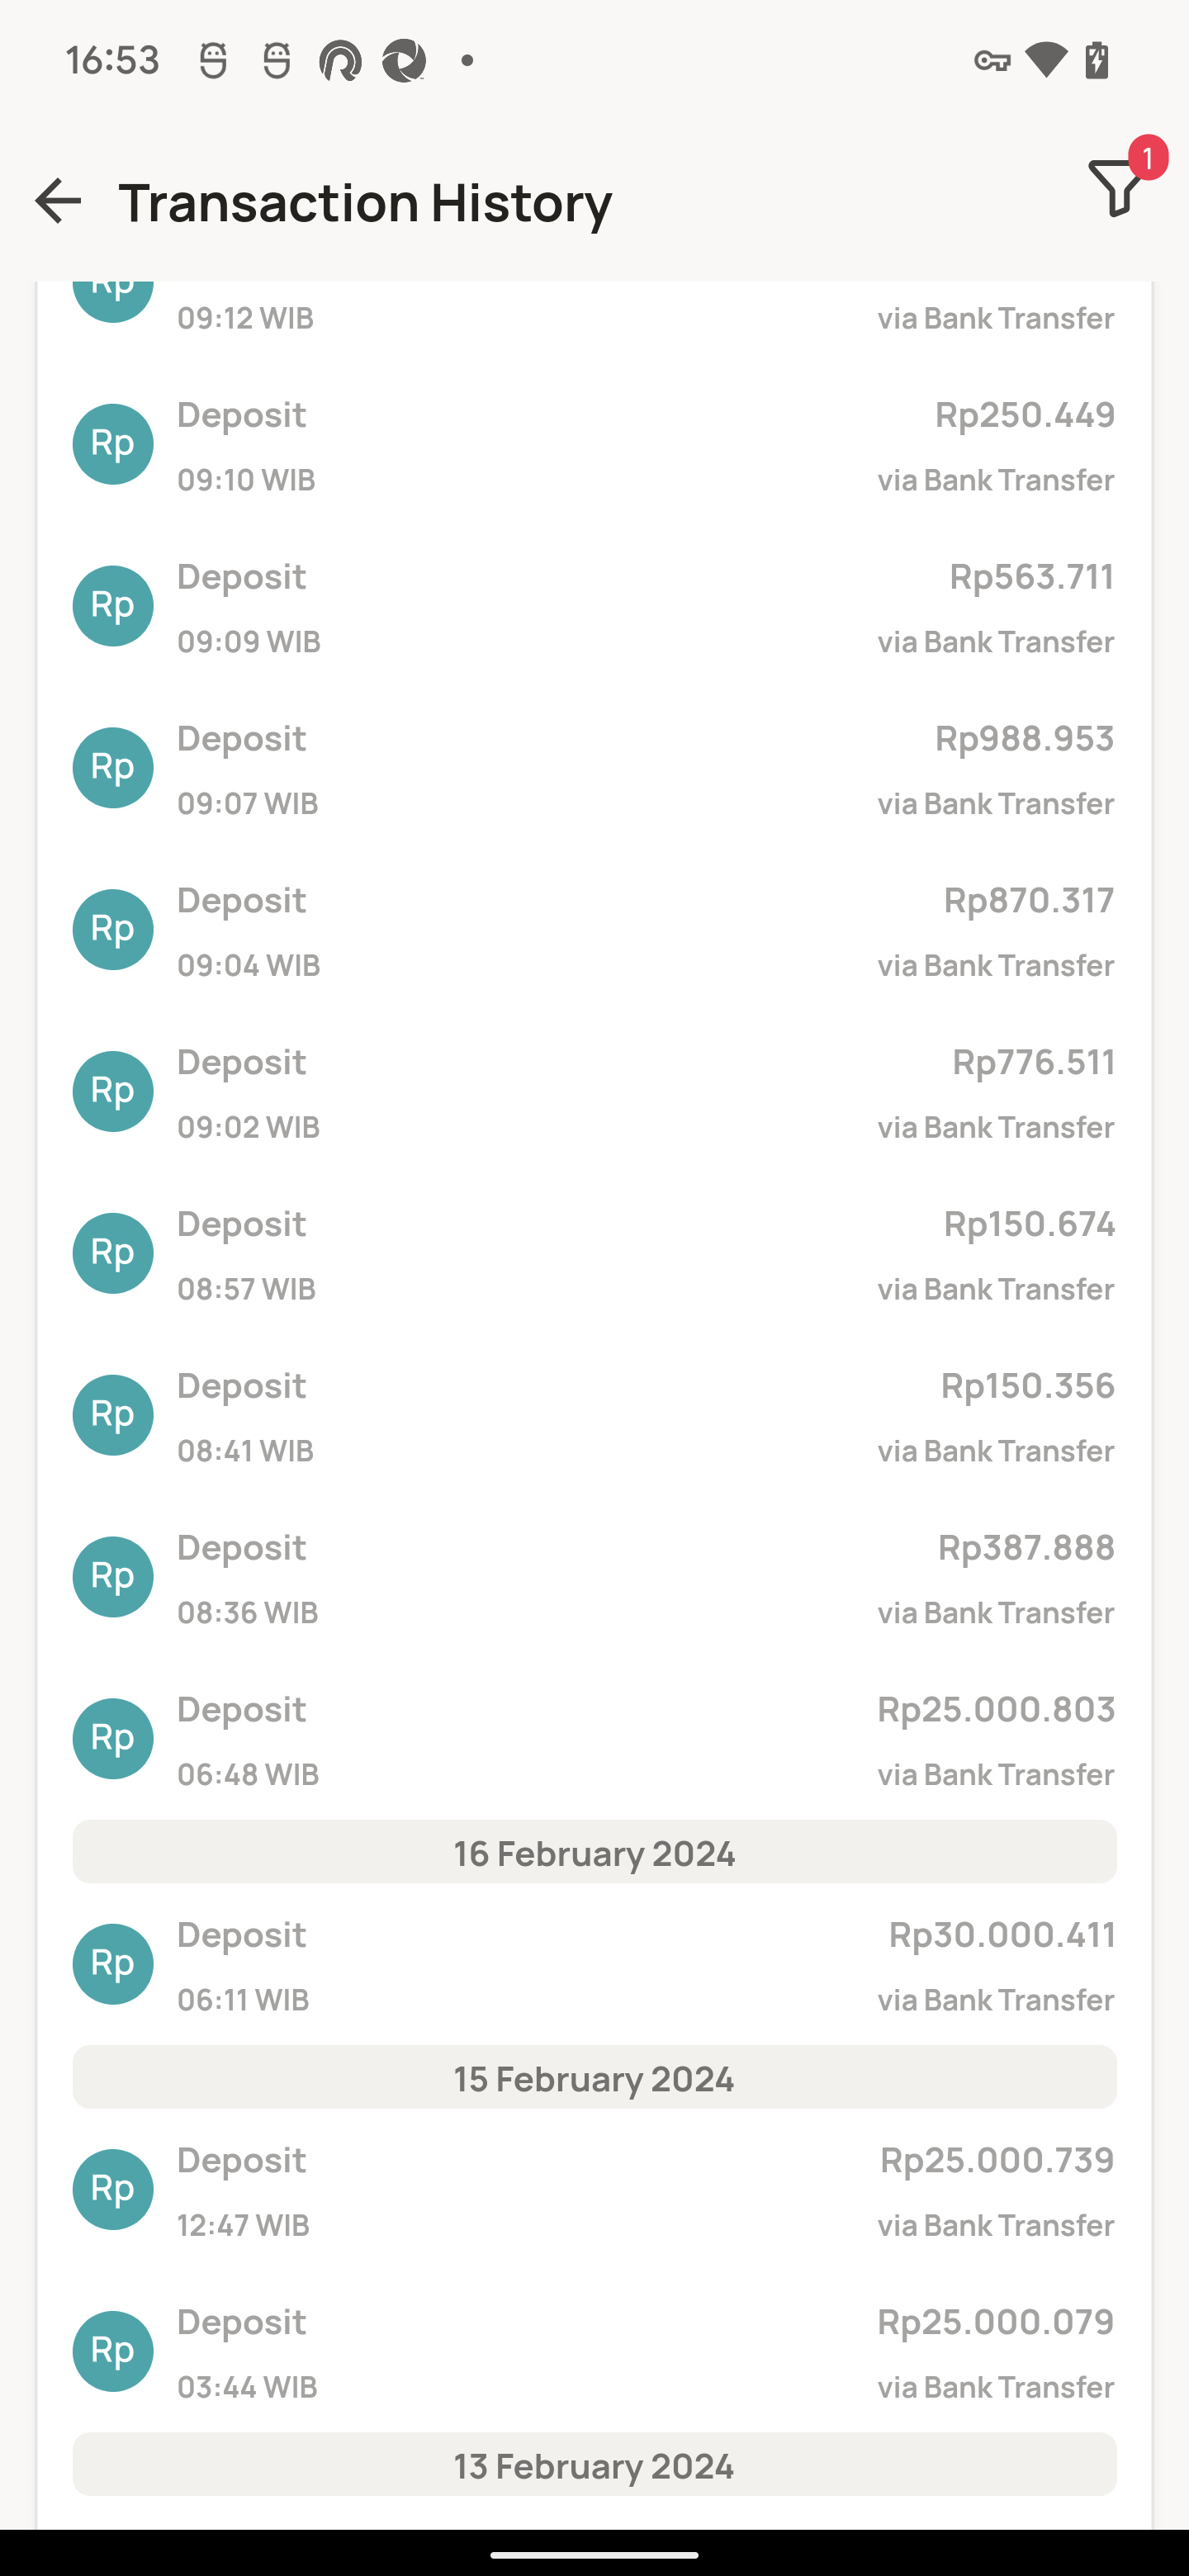 16:53
Transaction History
1
Rp
09:12 WIB via Bank Transfer
Deposit Rp250.449
Rp
09:10 WIB via Bank Transfer
Deposit Rp563.711
Rp
09:09 WIB via Bank Transfer
Deposit Rp988.953
Rp
09:07 WIB via Bank Transfer
Deposit Rp870.317
Rp
09:04 WIB via Bank Transfer
Deposit Rp776.511
Rp
09:02 WIB via Bank Transfer
Deposit Rp150.674
Rp
08:57 WIB via Bank Transfer
Deposit Rp150.356
Rp
08:41 WIB via Bank Transfer
Deposit Rp387.888
Rp
08:36 WIB via Bank Transfer
Deposit Rp25.000.803
Rp
06:48 WIB via Bank Transfer
16 February 2024
Deposit Rp30.000.411
Rp
06:11 WIB via Bank Transfer
15 February 2024
Deposit Rp25.000.739
Rp
12:47 WIB via Bank Transfer
Deposit Rp25.000.079
Rp
03:44 WIB via Bank Transfer
13 February 2024